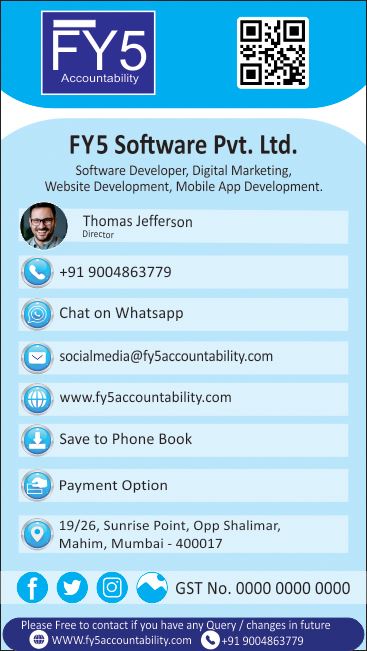 FY5
Accountability
FY5 Software Pvt. Ltd.
Software Developer, Digital Marketing,
Website Development, Mobile App Development.
Thomas Jefferson
Director
+91 9004863779
Chat on Whatsapp
socialmedia@fy5accountability.com
www.fy5accountability.com
Save to Phone Book
Payment Option
19/26, Sunrise Point, Opp Shalimar,
Mahim, Mumbai - 400017
GST No. 0000 0000 0000
Please Free to contact if you have any Query / changes in future
WWW.fy5accountability.com +91 9004863779